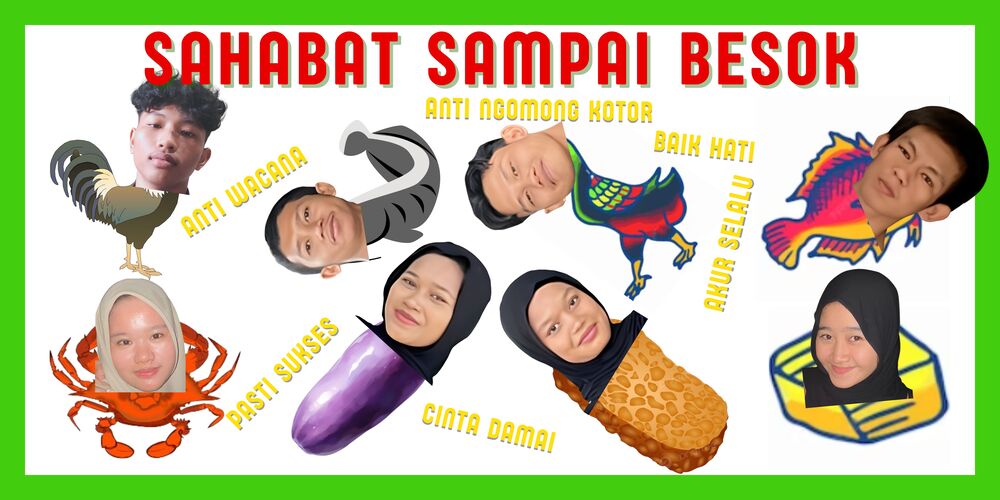 SAHABAT SAMPAI BESOK
ANTI NGOMONG KOTOR
BAIK HATI
ANTI WACANA
AKUR SELALU
PASTI SUKSES
CINTA DAMAI